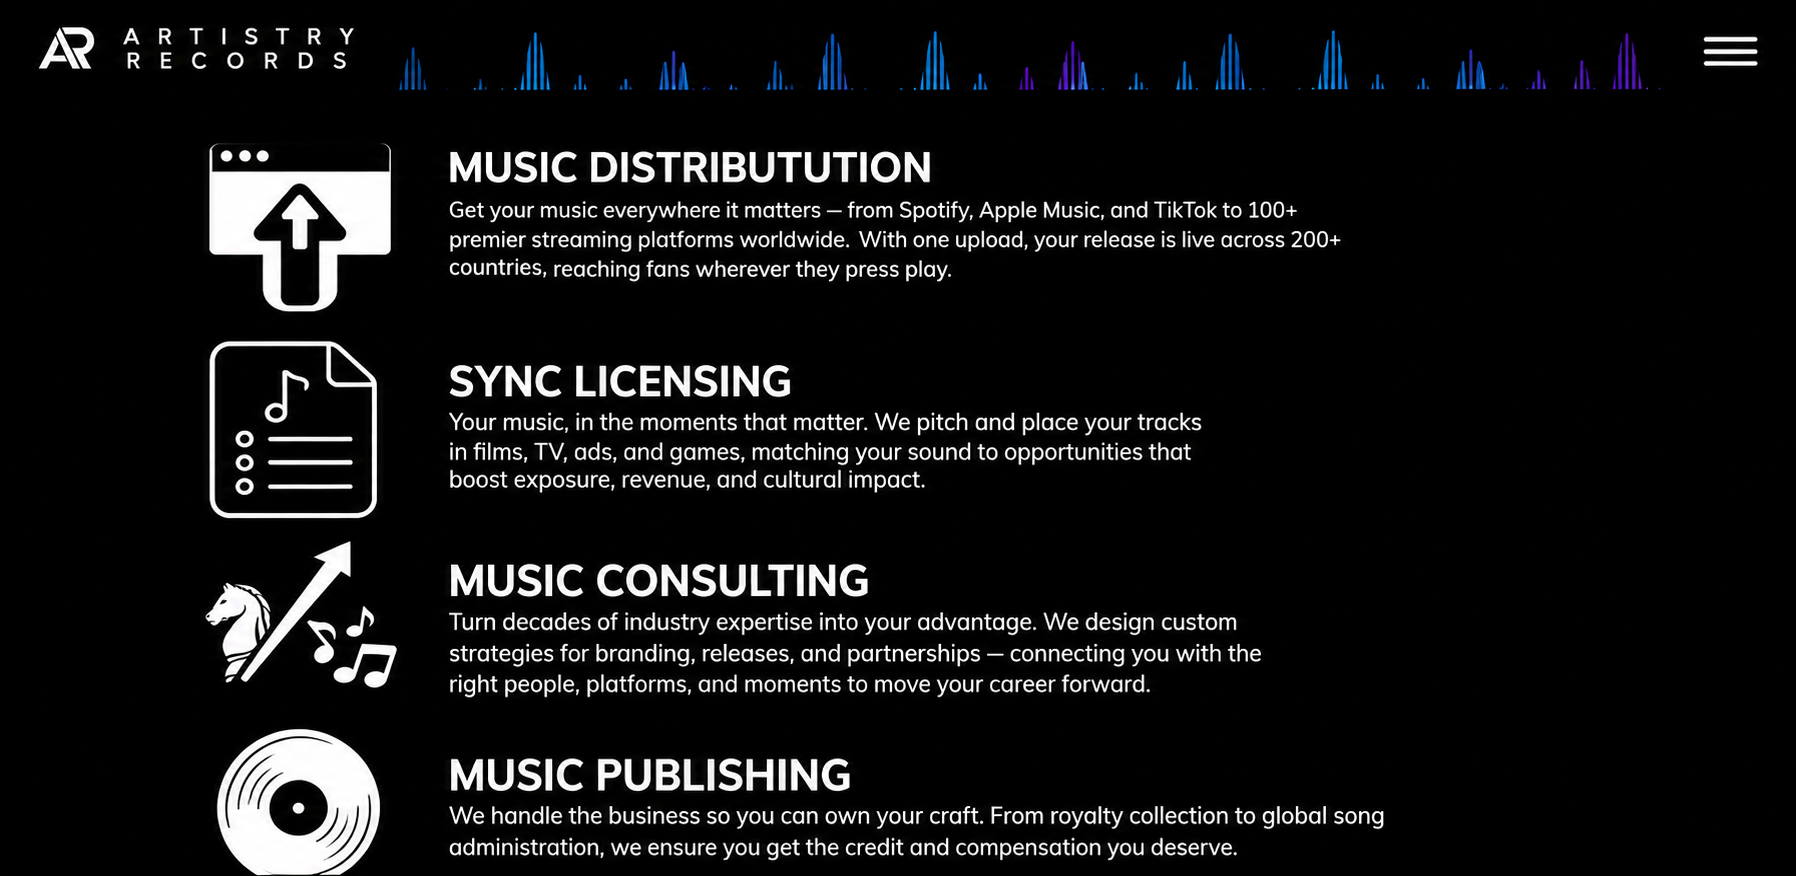 AR ARTISTRY
RECORDS
MUSIC DISTRIBUTUTION
Get your music everywhere it matters — from Spotify, Apple Music, and TikTok to 100+
premier streaming platforms worldwide. With one upload, your release is live across 200+
countries, reaching fans wherever they press play.
SYNC LICENSING
Your music, in the moments that matter. We pitch and place your tracks
in films, TV, ads, and games, matching your sound to opportunities that
boost exposure, revenue, and cultural impact.
MUSIC CONSULTING
Turn decades of industry expertise into your advantage. We design custom
strategies for branding, releases, and partnerships — connecting you with the
right people, platforms, and moments to move your career forward.
MUSIC PUBLISHING
We handle the business so you can own your craft. From royalty collection to global song
administration, we ensure you get the credit and compensation you deserve.